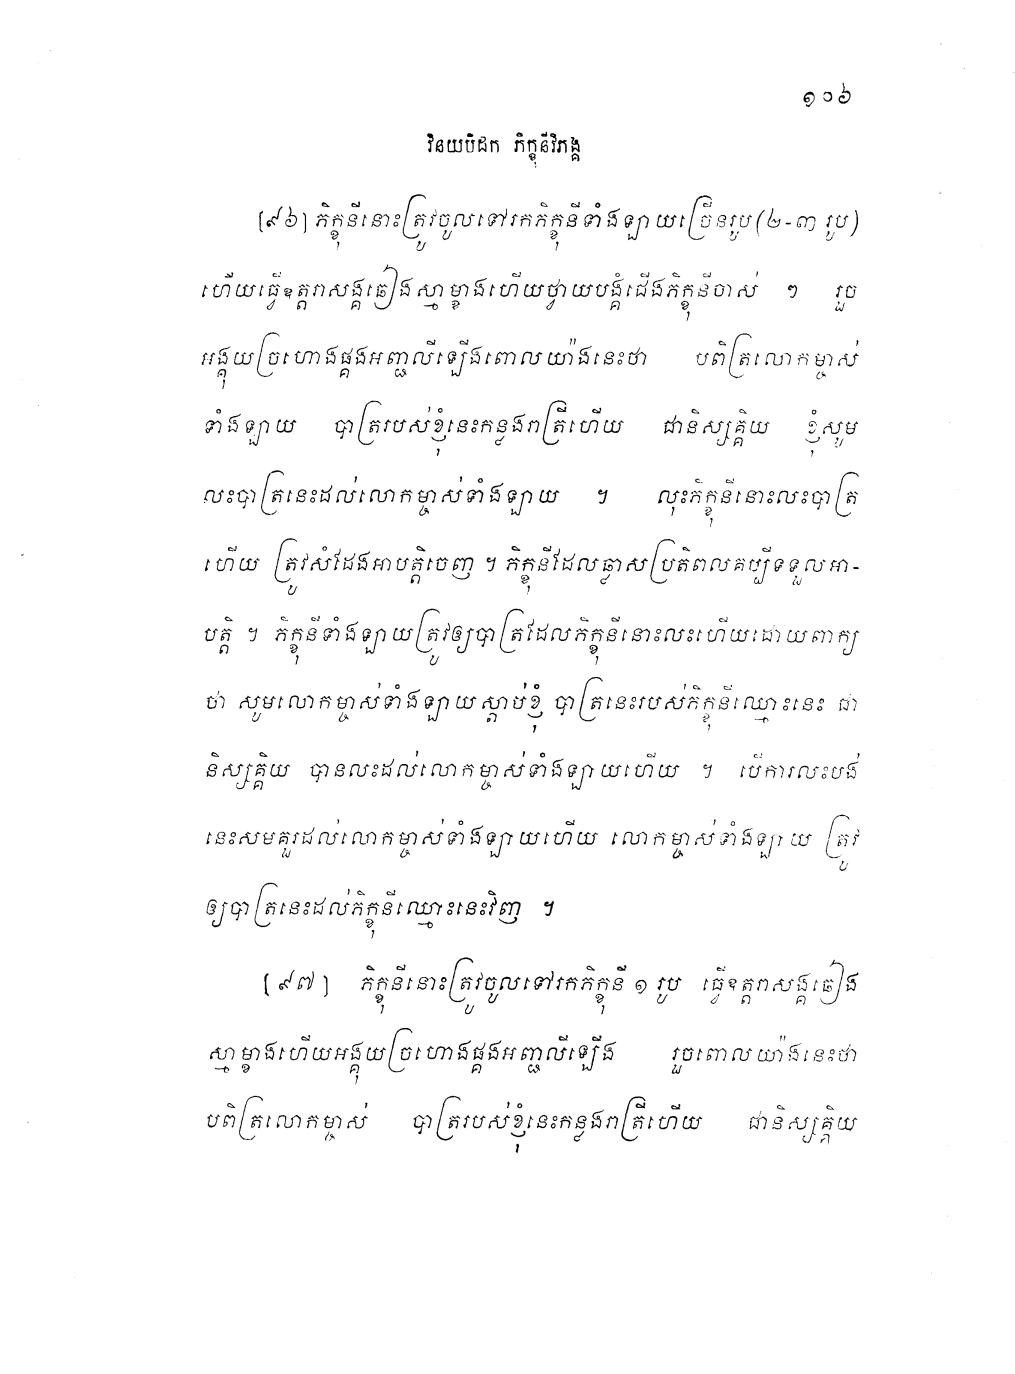 ១០៦
វិនយបិដក ភិក្ខុនីវិភង្គ
[៩៦] ភិក្ខុនីនោះត្រូវចូលទៅរកភិក្ខុនីទាំងឡាយច្រើនរូប (២-៣ រូប)
ហើយធ្វើឧត្តរាសង្គឆៀងស្មាម្ខាងហើយថ្វាយបង្គំជើងភិក្ខុនីចាស់ ៗ រួច
អង្គុយច្រហោងផ្គងអញ្ជលីឡើងពោលយ៉ាងនេះថា បពិត្រលោកម្ចាស់
ទាំងឡាយ បាត្ររបស់ខ្ញុំនេះកន្លងរាត្រីហើយ ជានិស្សគ្គិយ ខ្ញុំសូម
លះបាត្រនេះដល់លោកម្ចាស់ទាំងឡាយ ។ លុះភិក្ខុនីនោះលះបាត្រ
ហើយ ត្រូវសំដែងអាបត្តិចេញ ។ ភិក្ខុនីដែលឆ្លាសប្រតិពលគប្បីទទួលអា-
បត្តិ ។ ភិក្ខុនីទាំងឡាយត្រូវឲ្យបាត្រដែលភិក្ខុនីនោះលះហើយដោយពាក្យ
ថា សូមលោកម្ចាស់ទាំងឡាយស្តាប់ខ្ញុំ បាត្រនេះរបស់ភិក្ខុនីឈ្មោះនេះ ជា
និស្សគ្គិយ បានលះដល់លោកម្ចាស់ទាំងឡាយហើយ ។ បើការលះបង់
នេះសមគួរដល់លោកម្ចាស់ទាំងឡាយហើយ លោកម្ចាស់ទាំងឡាយ ត្រូវ
ឲ្យបាត្រនេះដល់ភិក្ខុនីឈ្មោះនេះវិញ ។
[៩៧] ភិក្ខុនីនោះត្រូវចូលទៅរកភិក្ខុនី ១ រូប ធ្វើឧត្តរាសង្គឆៀង
ស្មាម្ខាងហើយអង្គុយច្រហោងផ្គងអញ្ជលីឡើង រួចពោលយ៉ាងនេះថា
បពិត្រលោកម្ចាស់ បាត្ររបស់ខ្ញុំនេះកន្លងរាត្រីហើយ ជានិស្សគ្គិយ